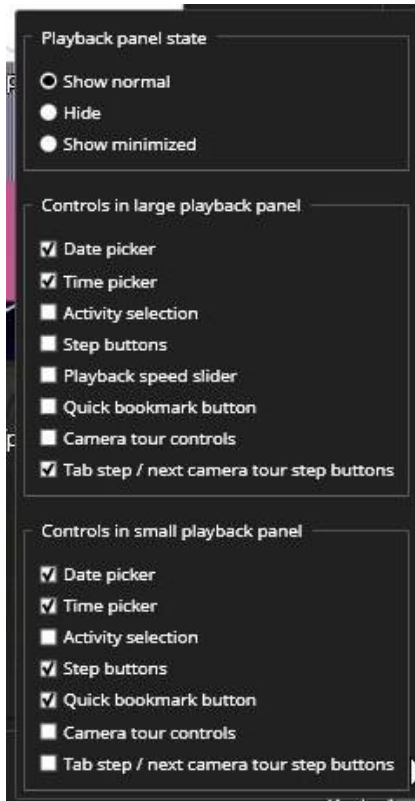 Playback panel state
Show normal
Hide
Show minimized
Controls in large playback panel
Date picker
Time picker
Activity selection
Step buttons
Playback speed slider
Quick bookmark button
Camera tour controls
Tab step / next camera tour step buttons
Controls in small playback panel
Date picker
Time picker
Activity selection
Step buttons
Quick bookmark button
Camera tour controls
Tab step / next camera tour step buttons